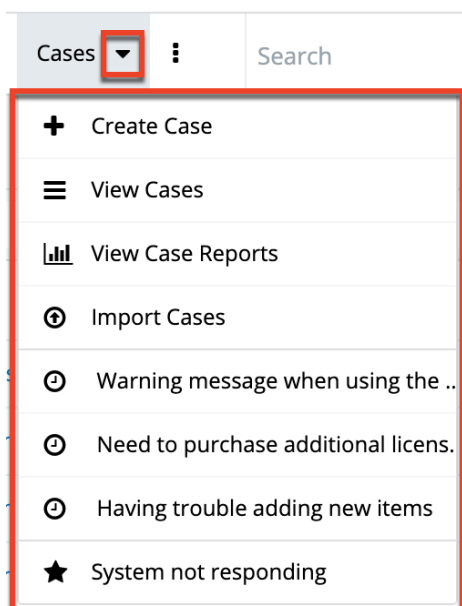 Cases
Search
Create Case
View Cases
View Case Reports
Import Cases
Warning message when using the ..
Need to purchase additional licens.
Having trouble adding new items
System not responding